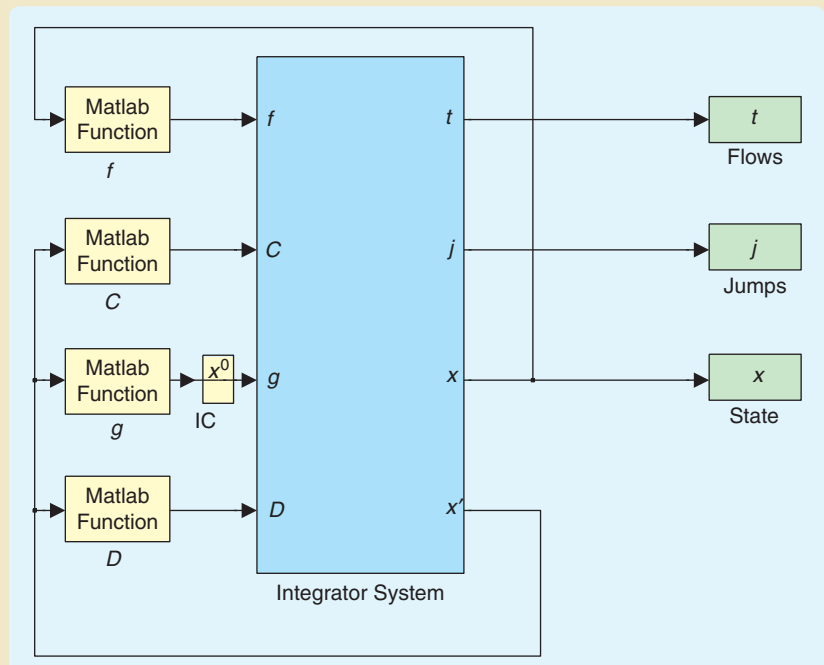 Matlab
Function
f
Matlab
Function
C
Matlab
Function
g
x⁰
IC
Matlab
Function
D
f
C
g
D
t
j
x
x′
Integrator System
t
Flows
j
Jumps
x
State